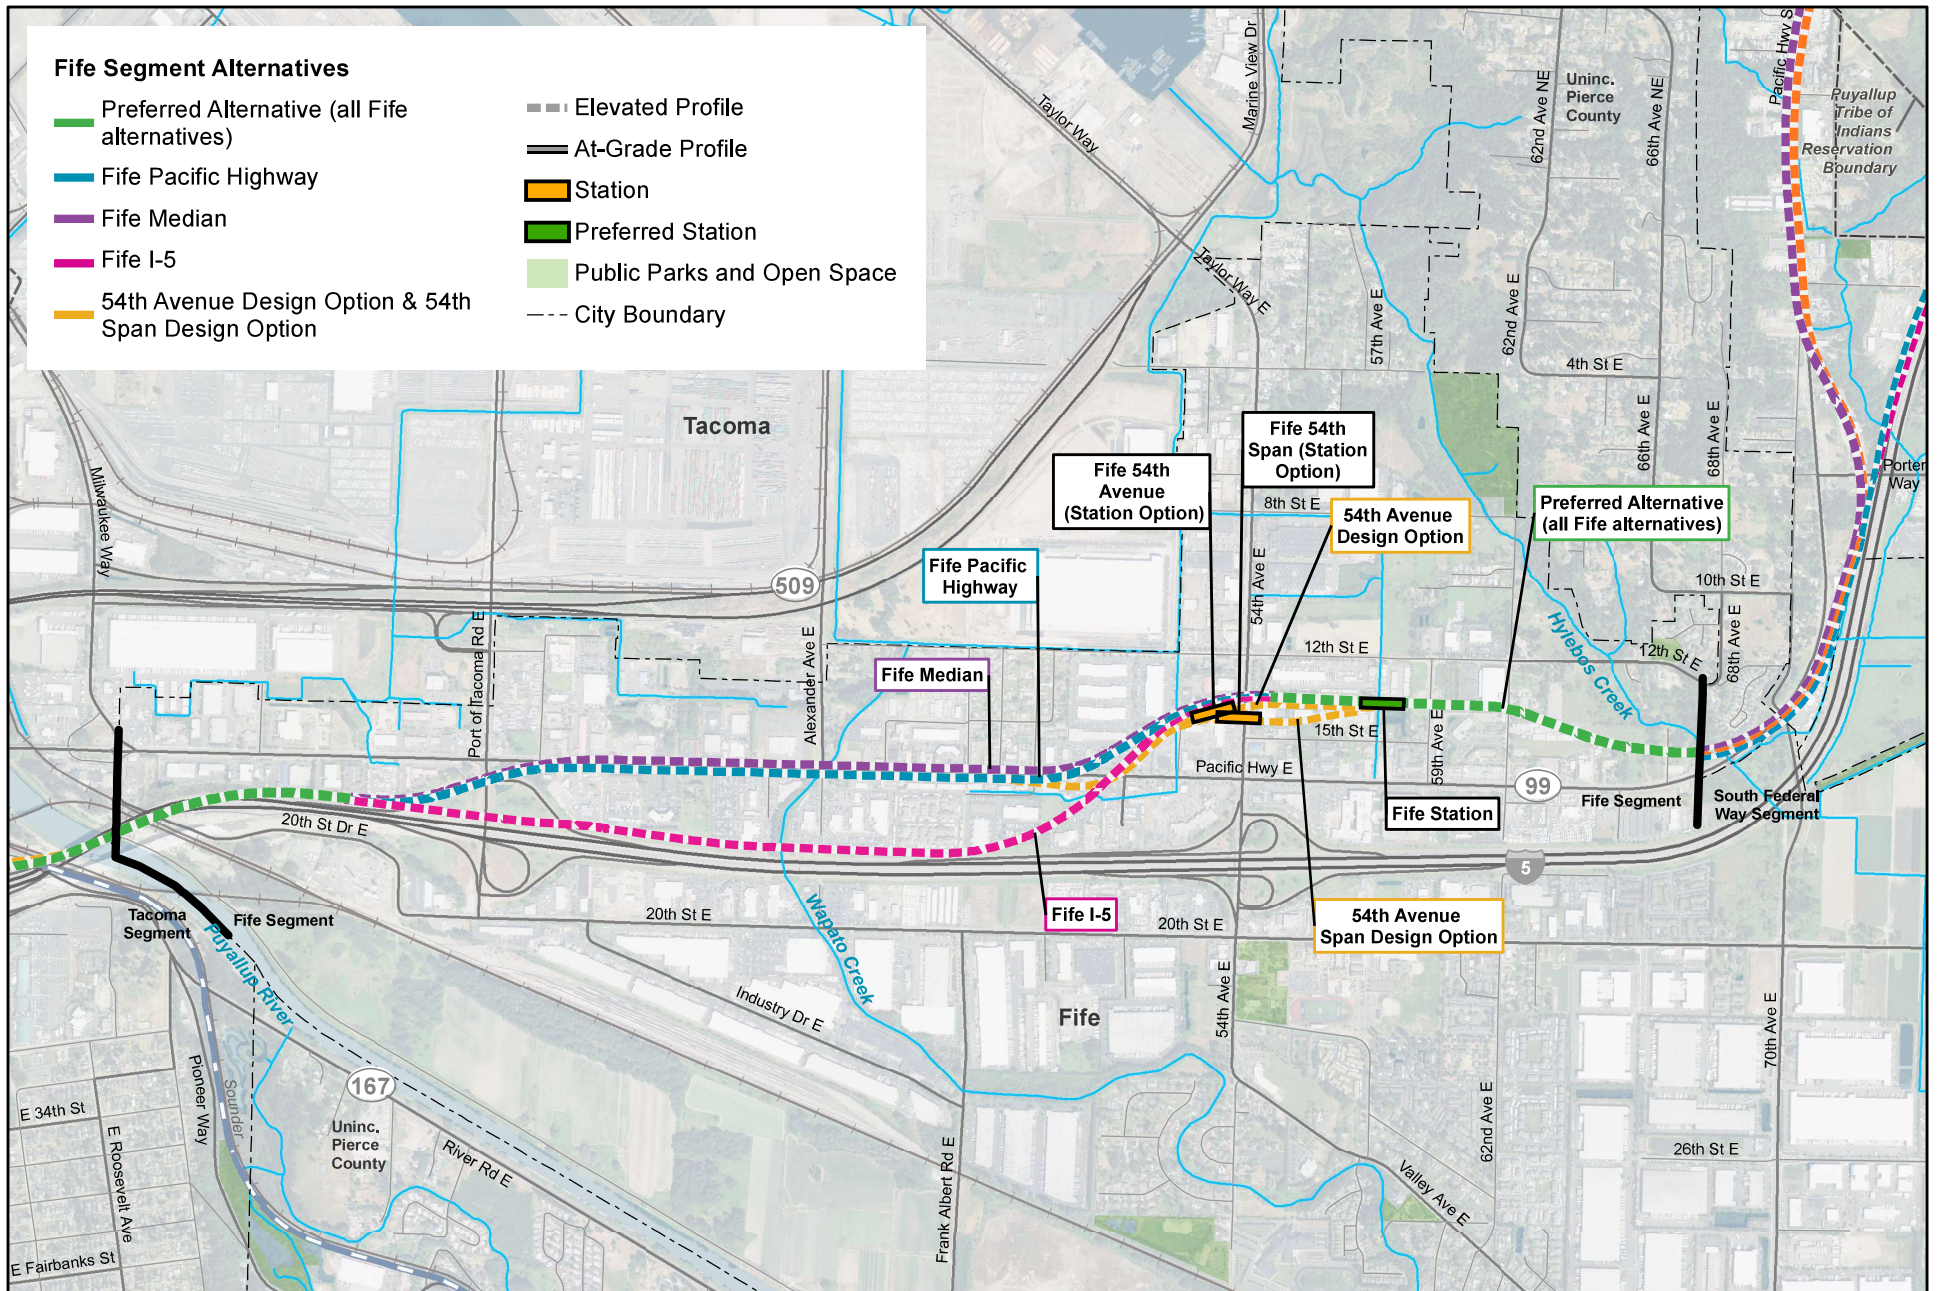 Fife Segment Alternatives
Preferred Alternative (all Fife
alternatives)
Fife Pacific Highway
Fife Median
Fife I-5
54th Avenue Design Option & 54th
Span Design Option
Elevated Profile
At-Grade Profile
Station
Preferred Station
Public Parks and Open Space
City Boundary
Taylor Way
Marine View Dr
Taylor Way E
62nd Ave NE
Uninc.
Pierce
County
66th Ave NE
Pacific Hwy S
Puyallup
Tribe of
Indians
Reservation
Boundary
57th Ave E
62nd Ave E
4th St E
66th Ave E
68th Ave E
Porter
Way
Tacoma
Milwaukee Way
509
Port of Tacoma Rd E
Alexander Ave E
Fife 54th
Avenue
(Station Option)
Fife 54th
Span (Station
Option)
8th St E
54th Avenue
Design Option
Preferred Alternative
(all Fife alternatives)
Fife Pacific
Highway
54th Ave E
10th St E
Hylebos Creek
12th St E
12th St E
68th Ave E
Fife Median
15th St E
59th Ave E
Pacific Hwy E
99
Fife Station
Fife Segment
South Federal
Way Segment
20th St Dr E
5
Tacoma
Segment
Fife Segment
Puyallup River
20th St E
Wapato Creek
Fife I-5
20th St E
54th Avenue
Span Design Option
Industry Dr E
Fife
54th Ave E
70th Ave E
Pioneer Way
Sounder
167
E 34th St
E Roosevelt Ave
E Fairbanks St
Uninc.
Pierce
County
River Rd E
Frank Albert Rd E
Valley Ave E
62nd Ave E
26th St E